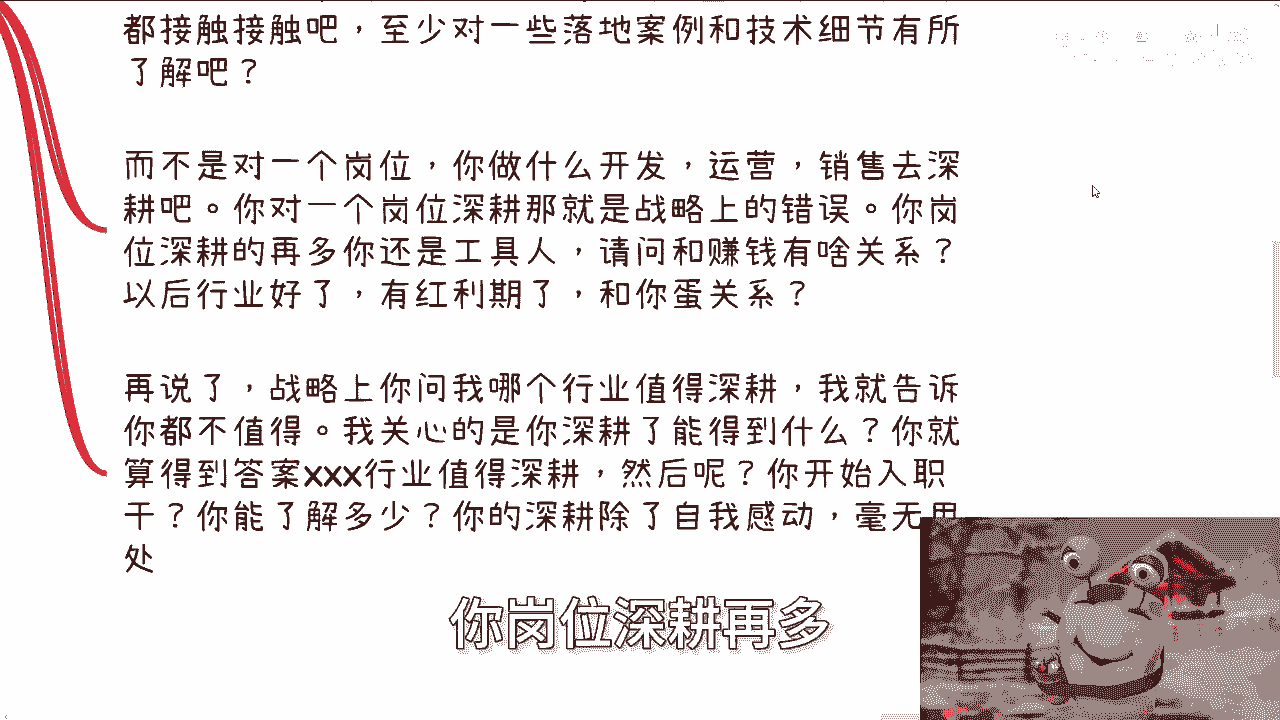 都接触接触吧，至少对一些落地案例和技术细节有所
了解吧？
而不是对一个岗位，你做什么开发，运营，销售去深
耕吧。你对一个岗位深耕那就是战略上的错误。你岗
位深耕的再多你还是工具人，请问和赚钱有啥关系？
以后行业好了，有红利期了，和你蛋关系？
再说了，战略上你问我哪个行业值得深耕，我就告诉
你都不值得。我关心的是你深耕了能得到什么？你就
算得到答案xxx行业值得深耕，然后呢？你开始入职
干？你能了解多少？你的深耕除了自我感动，毫无用
处
你岗位深耕再多